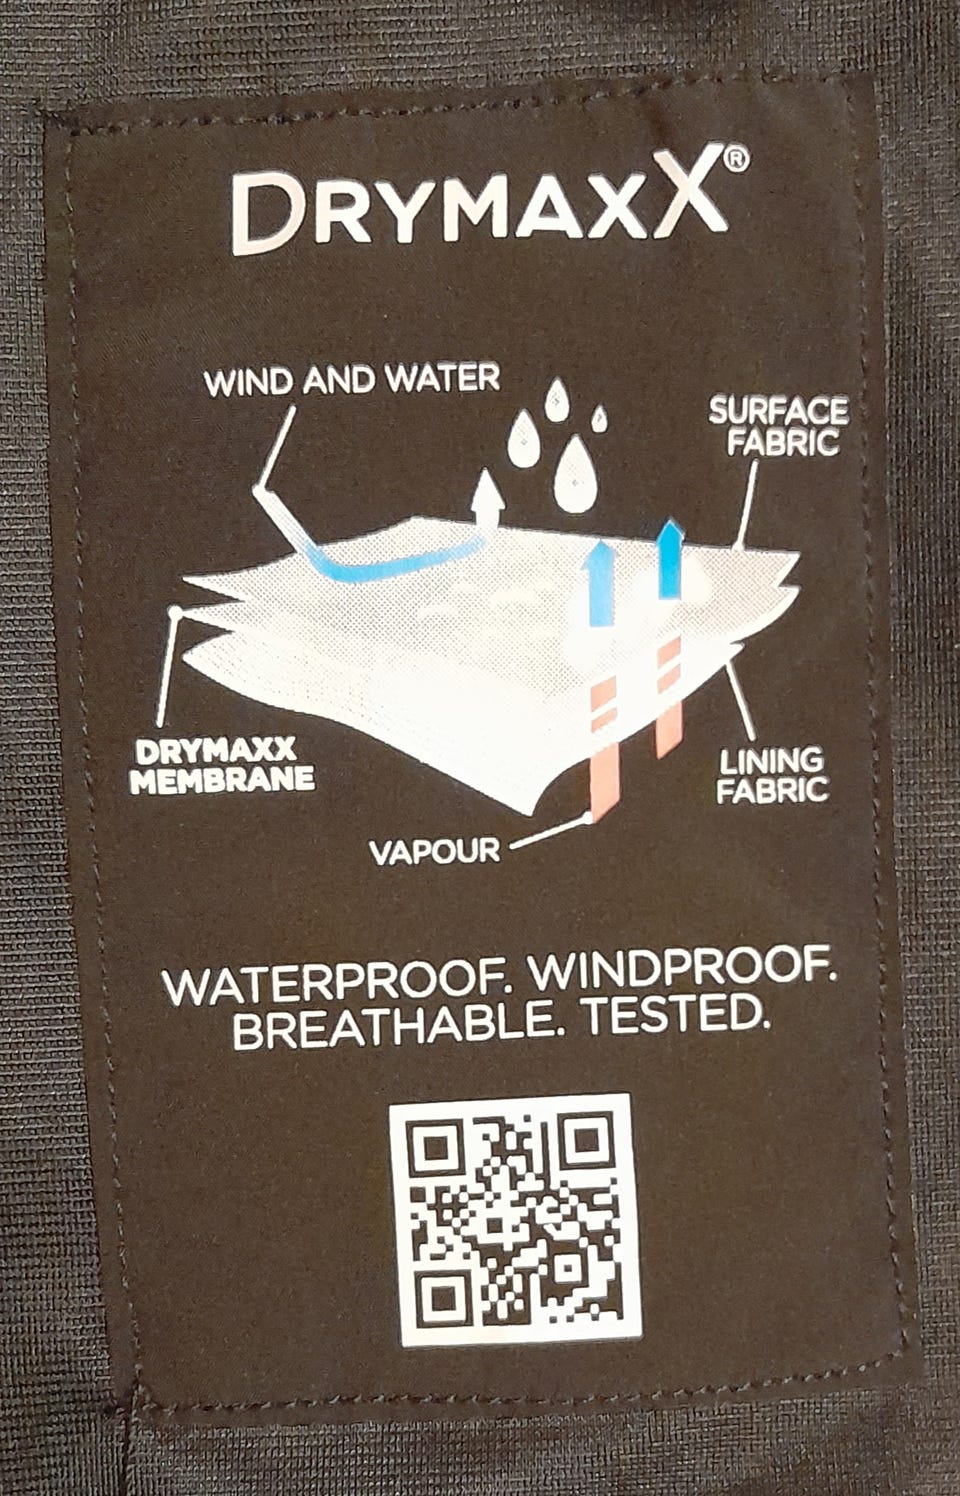 DRYMAXX®
WIND AND WATER
SURFACE
FABRIC
DRYMAXX
MEMBRANE
LINING
FABRIC
VAPOUR
WATERPROOF. WINDPROOF.
BREATHABLE. TESTED.